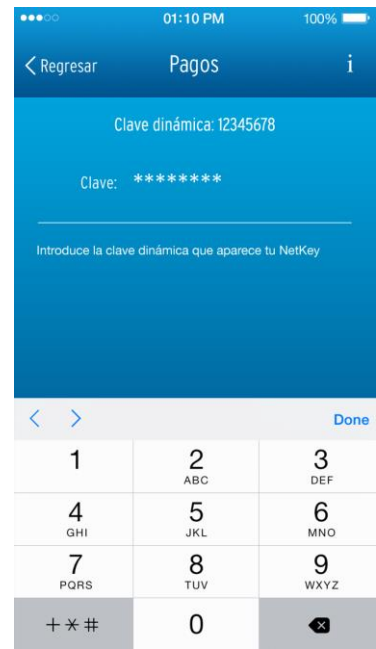 01:10 PM 100%
Regresar Pagos i
Clave dinámica: 12345678
Clave: ********
Introduce la clave dinámica que aparece tu NetKey
Done
1 2 3
ABC DEF
4 5 6
GHI JKL MNO
7 8 9
PQRS TUV WXYZ
+*# 0